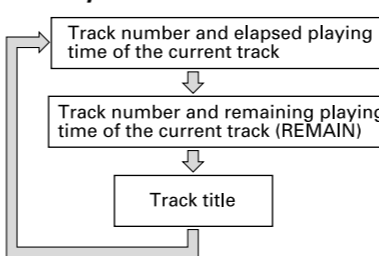 Track number and elapsed playing
time of the current track
Track number and remaining playing
time of the current track (REMAIN)
Track title